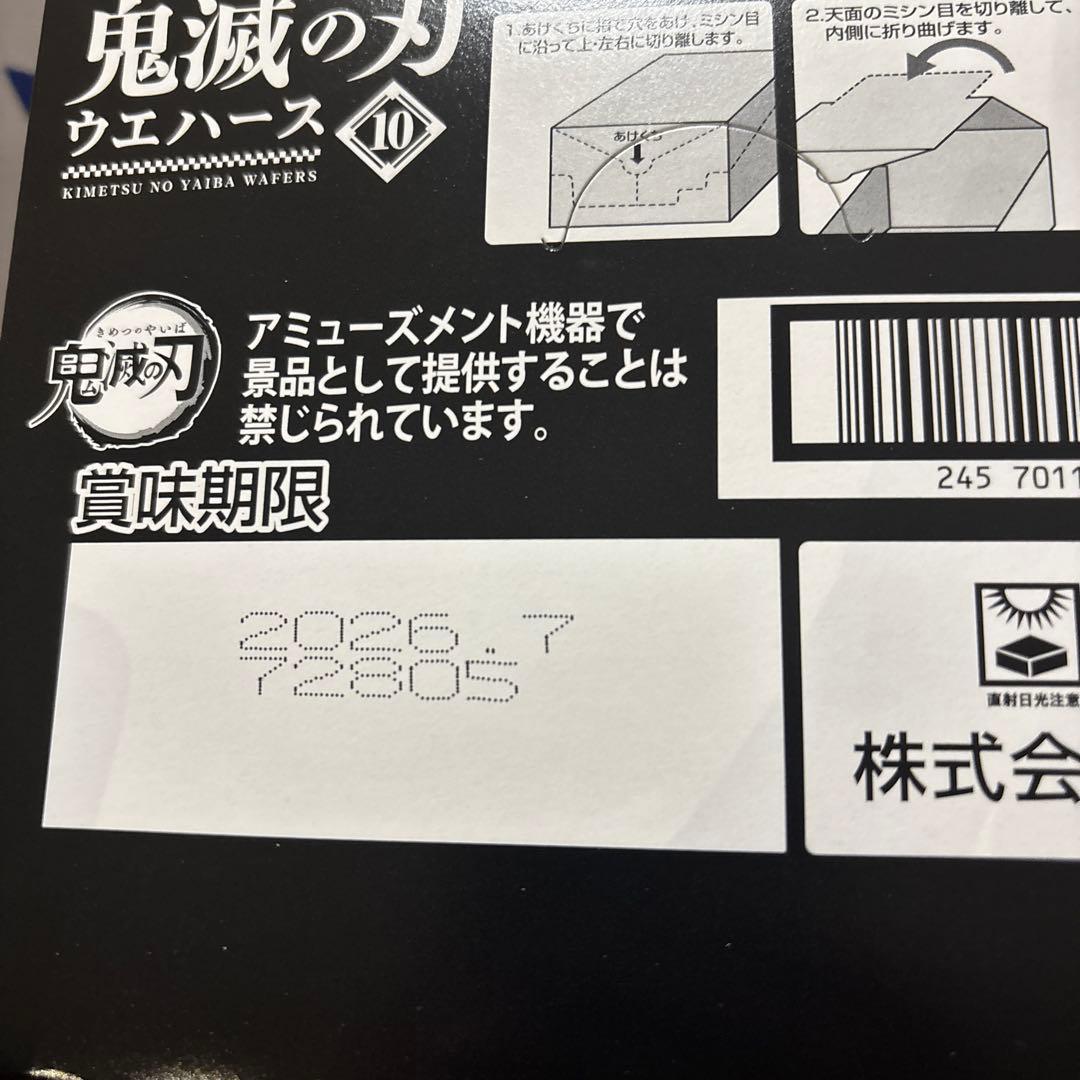 鬼滅の刃
ウエハース 10
KIMETSU NO YAIBA WAFERS
1.あけくちに指で穴をあけ、ミシン目
に沿って上・左右に切り離します。
あけくち
2.天面のミシン目を切り離して、
内側に折り曲げます。
きめつのやいば
鬼滅の刃
アミューズメント機器で
景品として提供することは
禁じられています。
245 7011
賞味期限
2026. 7
72805
直射日光注意
株式会